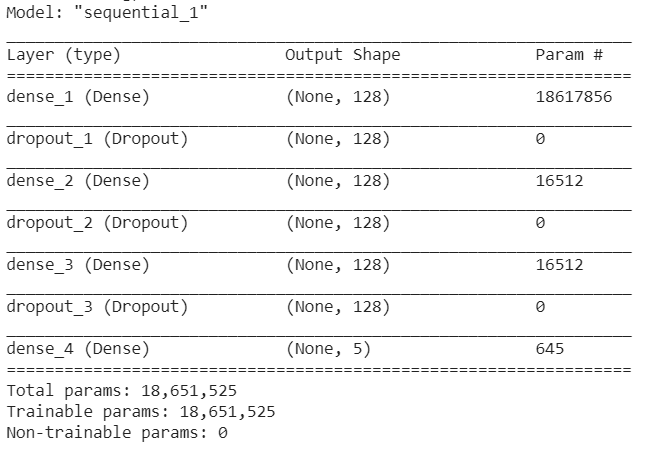 Model: "sequential_1"
Layer (type) Output Shape Param #
dense_1 (Dense) (None, 128) 18617856
dropout_1 (Dropout) (None, 128) 0
dense_2 (Dense) (None, 128) 16512
dropout_2 (Dropout) (None, 128) 0
dense_3 (Dense) (None, 128) 16512
dropout_3 (Dropout) (None, 128) 0
dense_4 (Dense) (None, 5) 645
Total params: 18,651,525
Trainable params: 18,651,525
Non-trainable params: 0